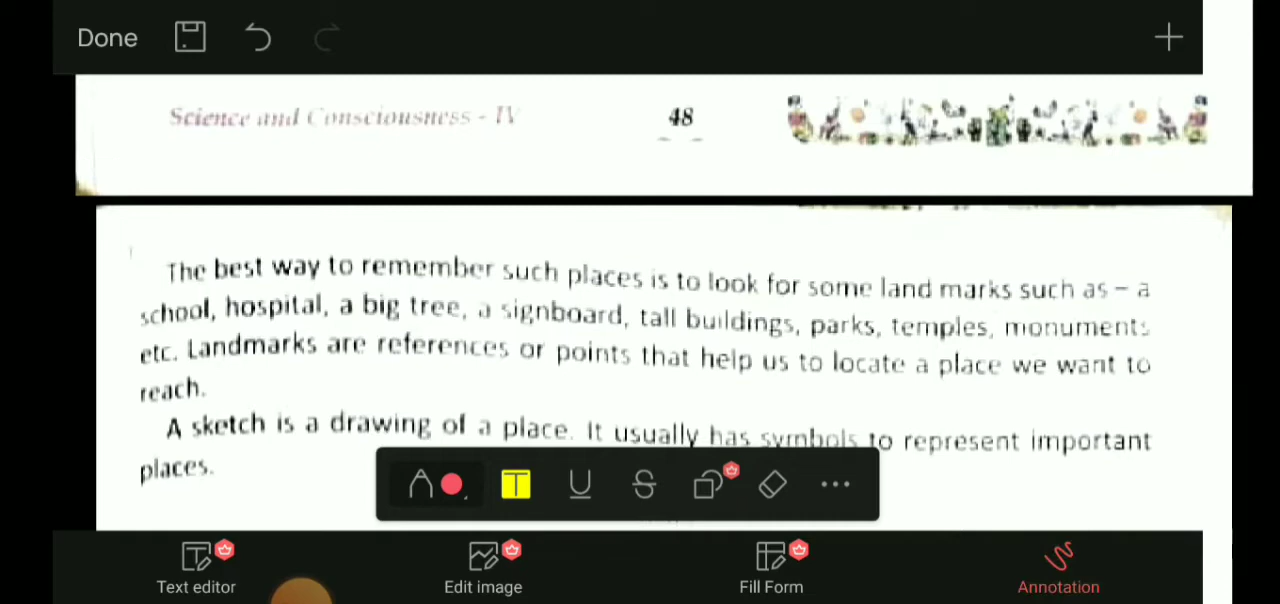 Done
Science and Consciousness - IV 48
The best way to remember such places is to look for some land marks such as – a
school, hospital, a big tree, a signboard, tall buildings, parks, temples, monuments
etc. Landmarks are references or points that help us to locate a place we want to
reach.
A sketch is a drawing of a place. It usually has symbols to represent important
places.
Text editor Edit image Fill Form Annotation